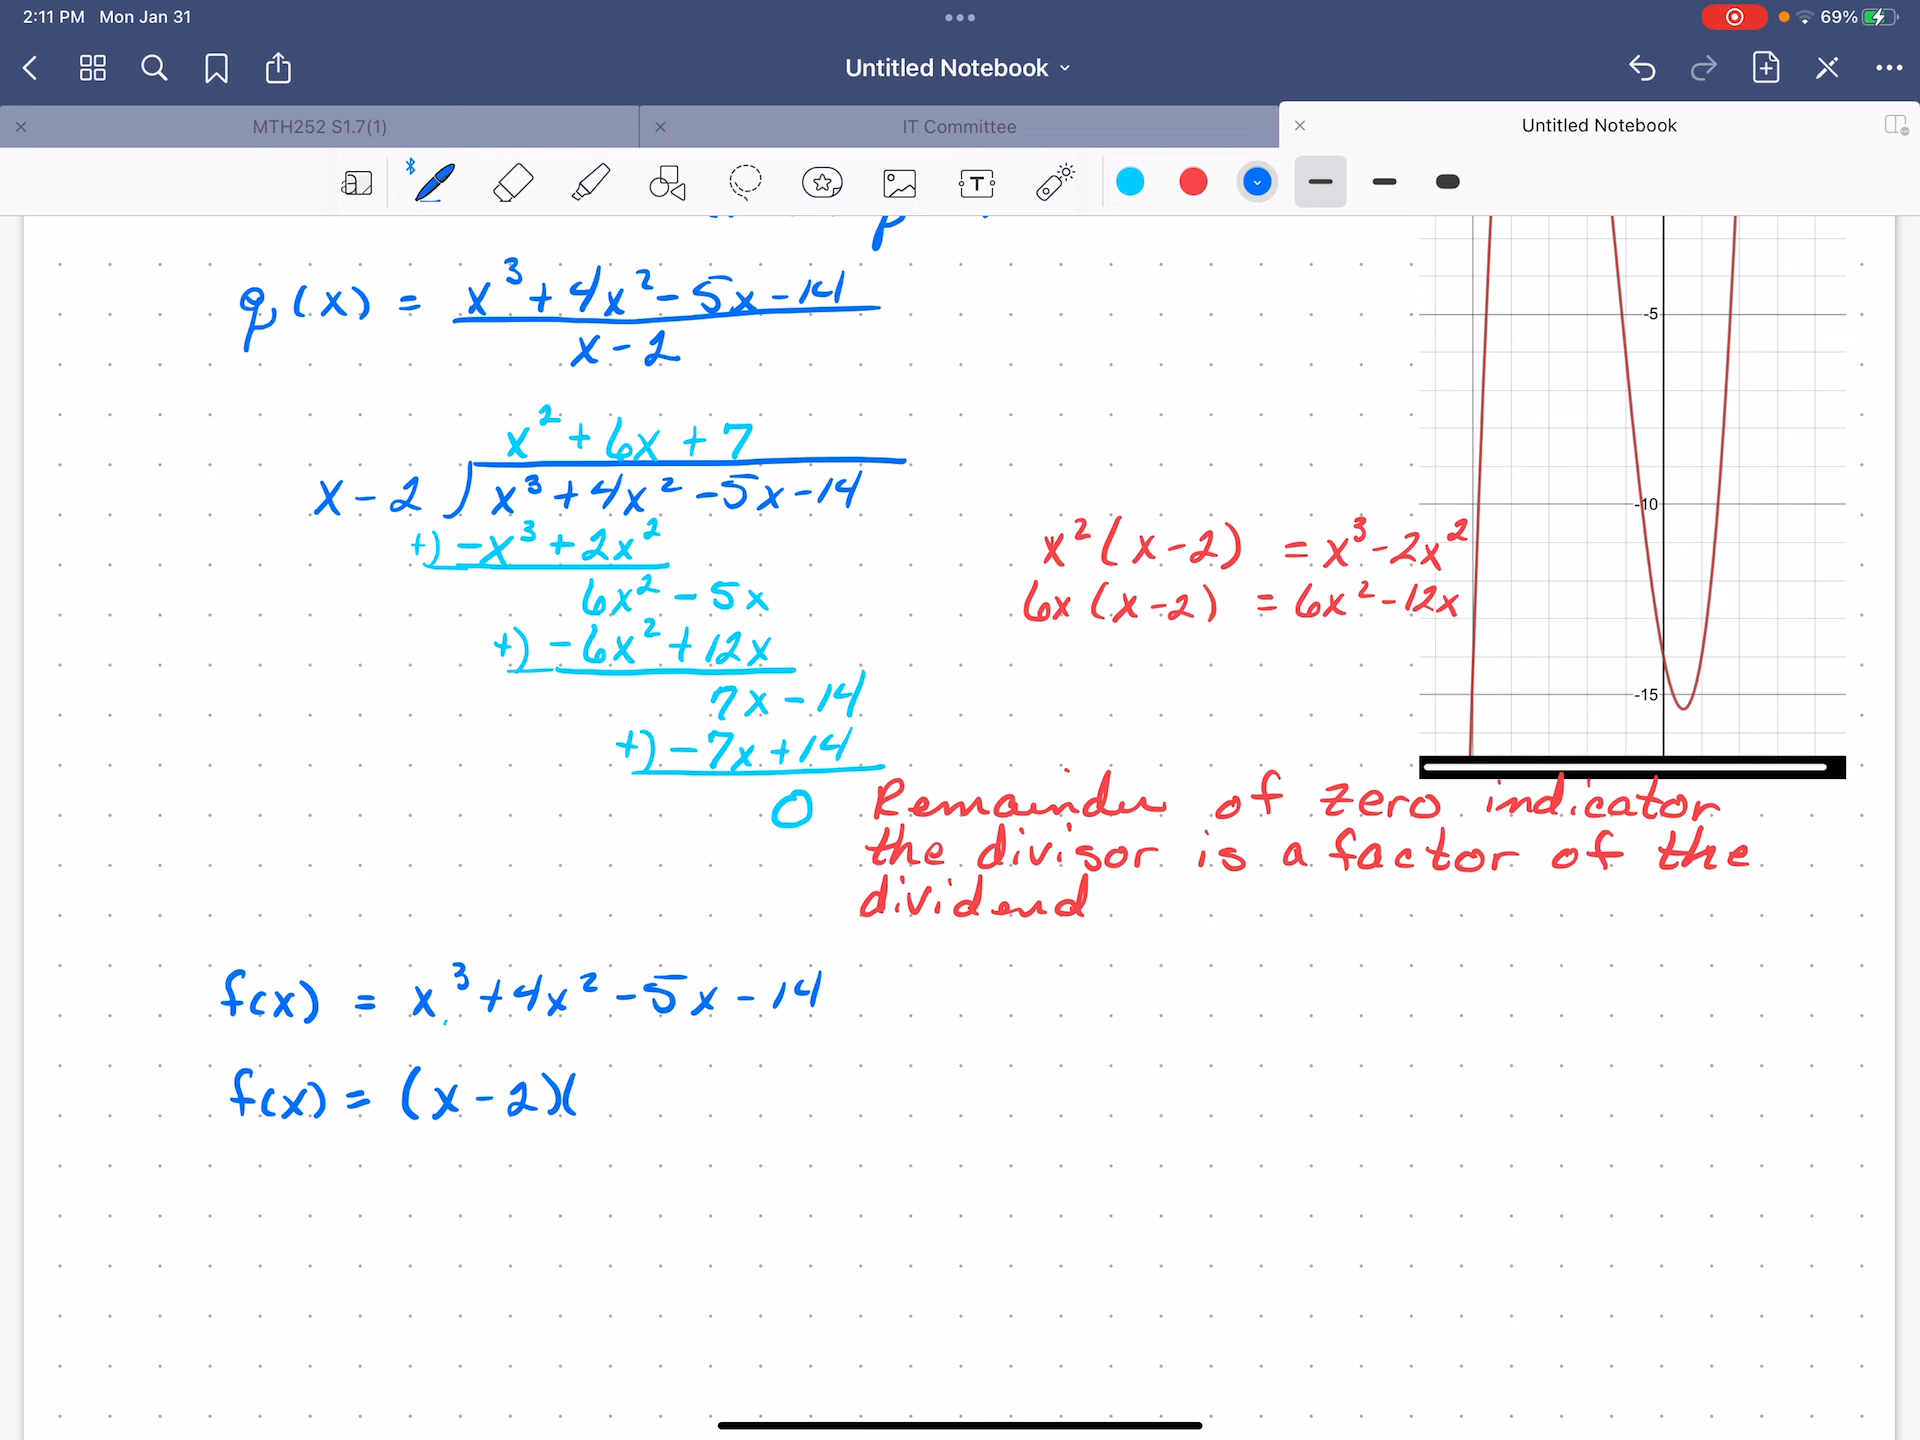 2:11 PM Mon Jan 31
69%
Untitled Notebook
MTH252 S1.7(1)
IT Committee
Untitled Notebook
q(x) = x³+4x²-5x-14
x-2
x²+6x+7
x-2 ) x³+4x²-5x-14
+) -x³+2x²
6x²-5x
+) -6x²+12x
7x-14
+) -7x+14
0
x²(x-2) = x³-2x²
6x(x-2) = 6x²-12x
-5
-10
-15
Remainder of zero indicator
the divisor is a factor of the
dividend
f(x) = x³+4x²-5x-14
f(x) = (x-2)(